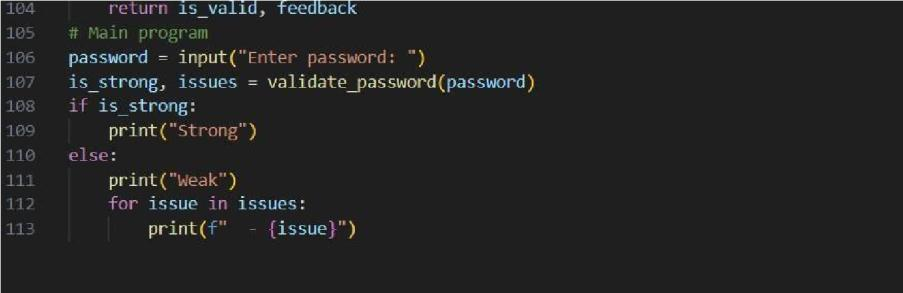 104 return is_valid, feedback
105 # Main program
106 password = input("Enter password: ")
107 is_strong, issues = validate_password(password)
108 if is_strong:
109 print("Strong")
110 else:
111 print("Weak")
112 for issue in issues:
113 print(f"  - {issue}")